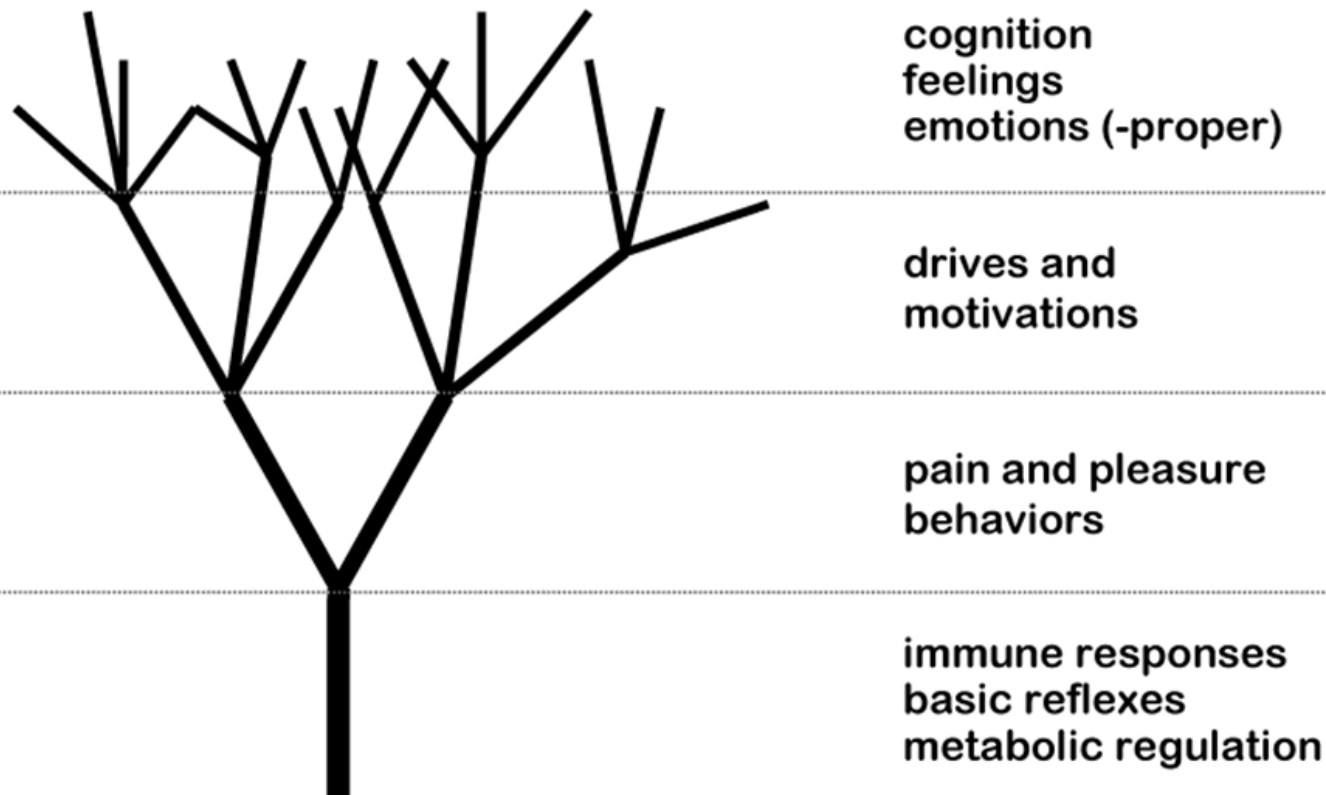 cognition
feelings
emotions (-proper)
drives and
motivations
pain and pleasure
behaviors
immune responses
basic reflexes
metabolic regulation